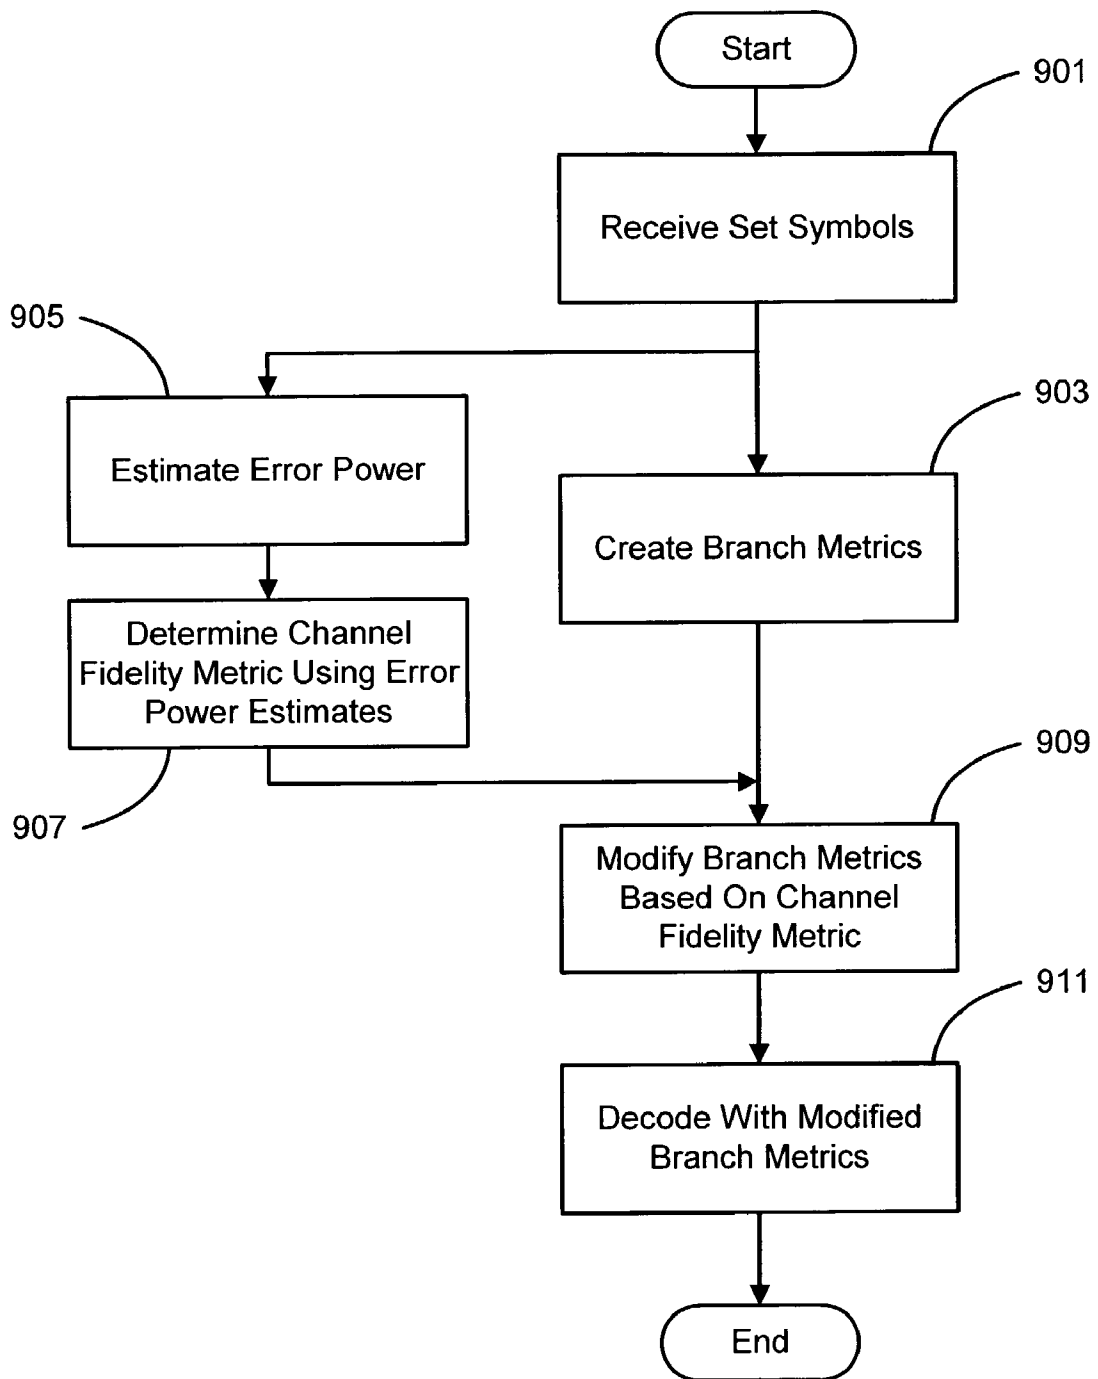 Start
901
Receive Set Symbols
905
903
Estimate Error Power
Create Branch Metrics
Determine Channel
Fidelity Metric Using Error
Power Estimates
907
909
Modify Branch Metrics
Based On Channel
Fidelity Metric
911
Decode With Modified
Branch Metrics
End